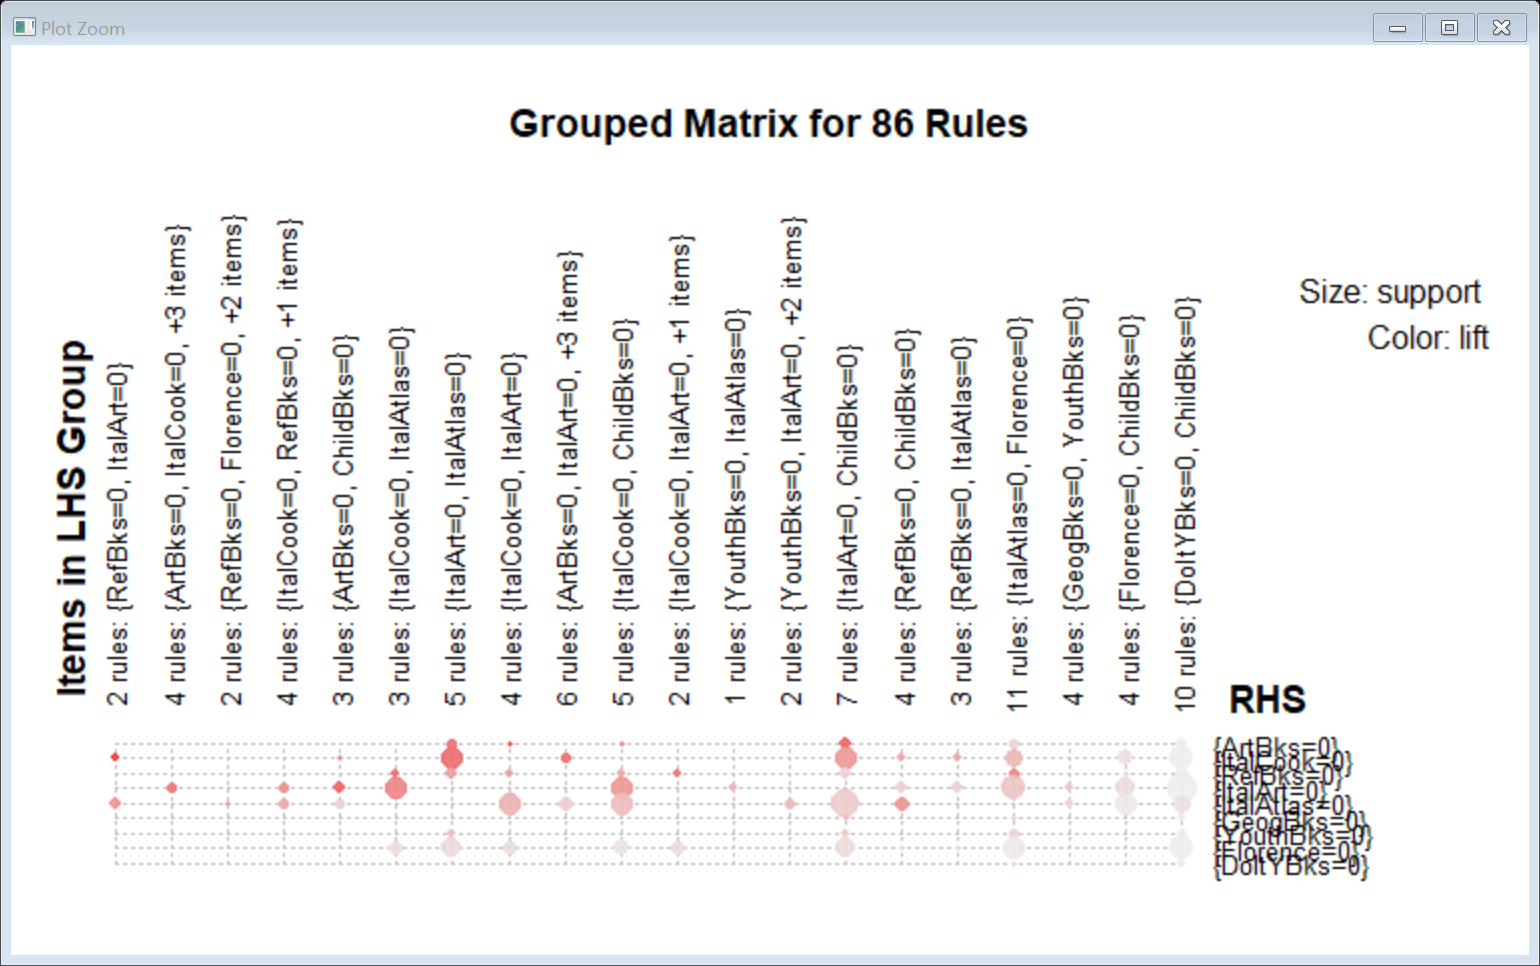 Plot Zoom
Grouped Matrix for 86 Rules
Size: support
Color: lift
Items in LHS Group
2 rules: {RefBks=0, ItalArt=0}
4 rules: {ArtBks=0, ItalCook=0, +3 items}
2 rules: {RefBks=0, Florence=0, +2 items}
4 rules: {ItalCook=0, RefBks=0, +1 items}
3 rules: {ArtBks=0, ChildBks=0}
3 rules: {ItalCook=0, ItalAtlas=0}
5 rules: {ItalArt=0, ItalAtlas=0}
4 rules: {ItalCook=0, ItalArt=0}
6 rules: {ArtBks=0, ItalArt=0, +3 items}
5 rules: {ItalCook=0, ChildBks=0}
2 rules: {ItalCook=0, ItalArt=0, +1 items}
1 rules: {YouthBks=0, ItalAtlas=0}
2 rules: {YouthBks=0, ItalArt=0, +2 items}
7 rules: {ItalArt=0, ChildBks=0}
4 rules: {RefBks=0, ChildBks=0}
3 rules: {RefBks=0, ItalAtlas=0}
11 rules: {ItalAtlas=0, Florence=0}
4 rules: {GeogBks=0, YouthBks=0}
4 rules: {Florence=0, ChildBks=0}
10 rules: {DoItYBks=0, ChildBks=0}
RHS
{ArtBks=0}
{ItalCook=0}
{RefBks=0}
{ItalArt=0}
{ItalAtlas=0}
{GeogBks=0}
{YouthBks=0}
{Florence=0}
{DoItYBks=0}